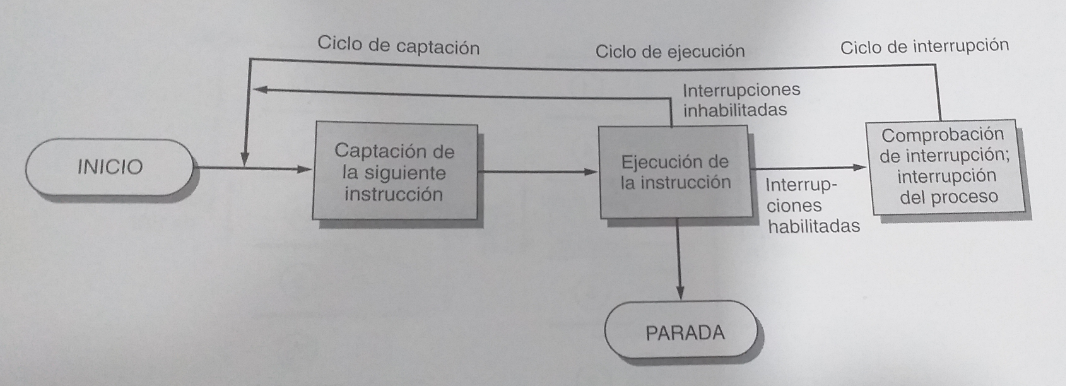 Ciclo de captación
Ciclo de ejecución
Ciclo de interrupción
Interrupciones
inhabilitadas
INICIO
Captación de
la siguiente
instrucción
Ejecución de
la instrucción
Interrup-
ciones
habilitadas
Comprobación
de interrupción;
interrupción
del proceso
PARADA